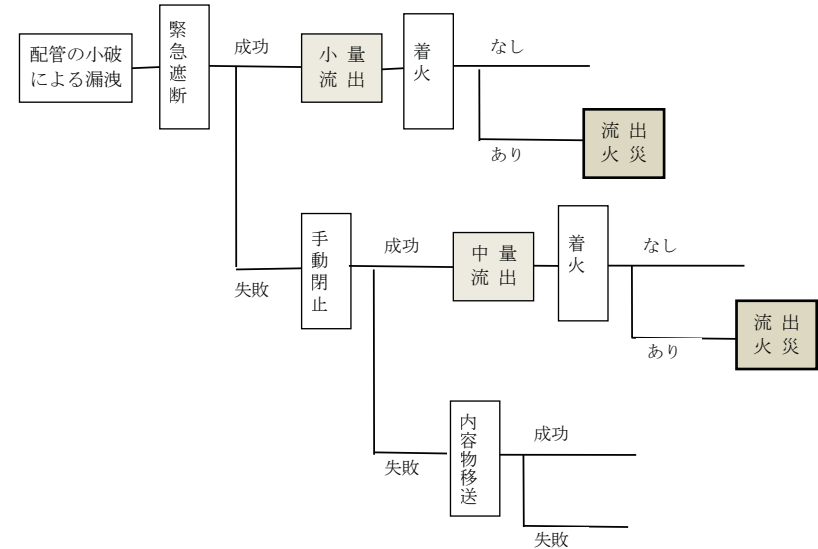 配管の小破
による漏洩
緊急遮断
成功
小量
流出
着火
なし
あり
流出
火災
失敗
手動閉止
成功
中量
流出
着火
なし
あり
流出
火災
失敗
内容物移送
成功
失敗